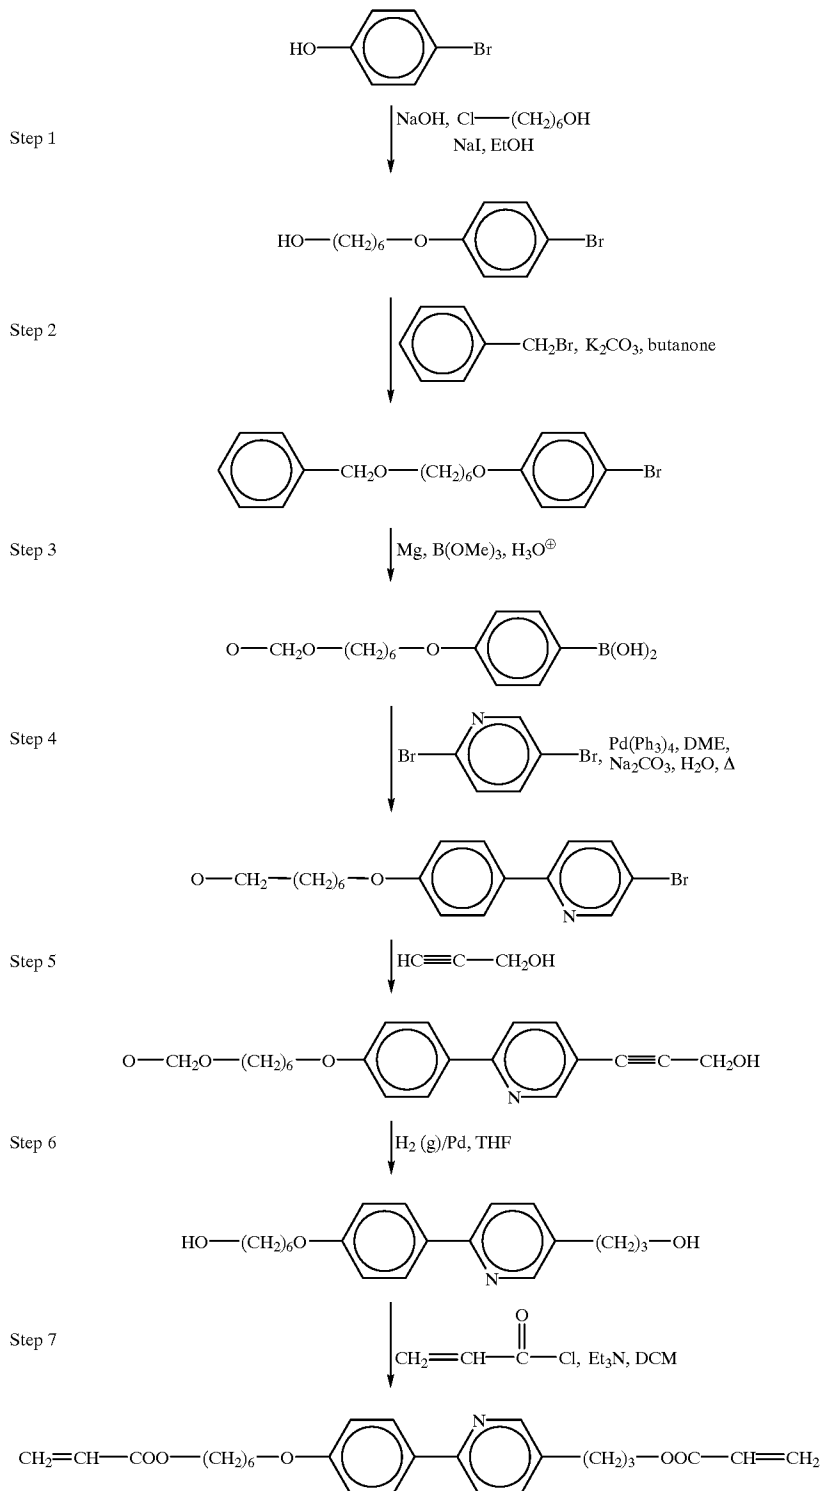 HO Br
Step 1
NaOH, Cl—(CH₂)₆OH
NaI, EtOH
HO—(CH₂)₆—O Br
Step 2
CH₂Br, K₂CO₃, butanone
CH₂O—(CH₂)₆O Br
Step 3
Mg, B(OMe)₃, H₃O⊕
O—CH₂O—(CH₂)₆—O B(OH)₂
Step 4
N
Br Br, Pd(Ph₃)₄, DME,
Na₂CO₃, H₂O, Δ
O—CH₂—(CH₂)₆—O Br
N
Step 5
HC≡C—CH₂OH
O—CH₂O—(CH₂)₆—O C≡C—CH₂OH
N
Step 6
H₂ (g)/Pd, THF
HO—(CH₂)₆O (CH₂)₃—OH
N
Step 7
O
CH₂=CH—C—Cl, Et₃N, DCM
N
CH₂=CH—COO—(CH₂)₆—O (CH₂)₃—OOC—CH=CH₂